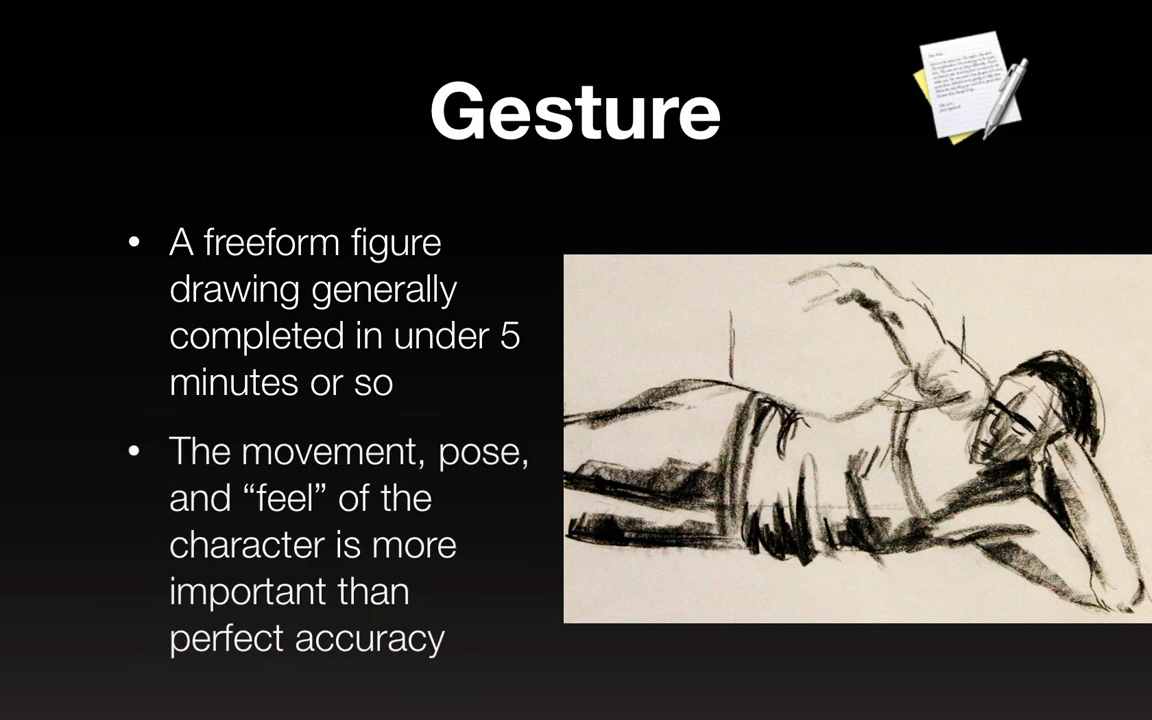 Gesture
• A freeform figure
drawing generally
completed in under 5
minutes or so
• The movement, pose,
and “feel” of the
character is more
important than
perfect accuracy